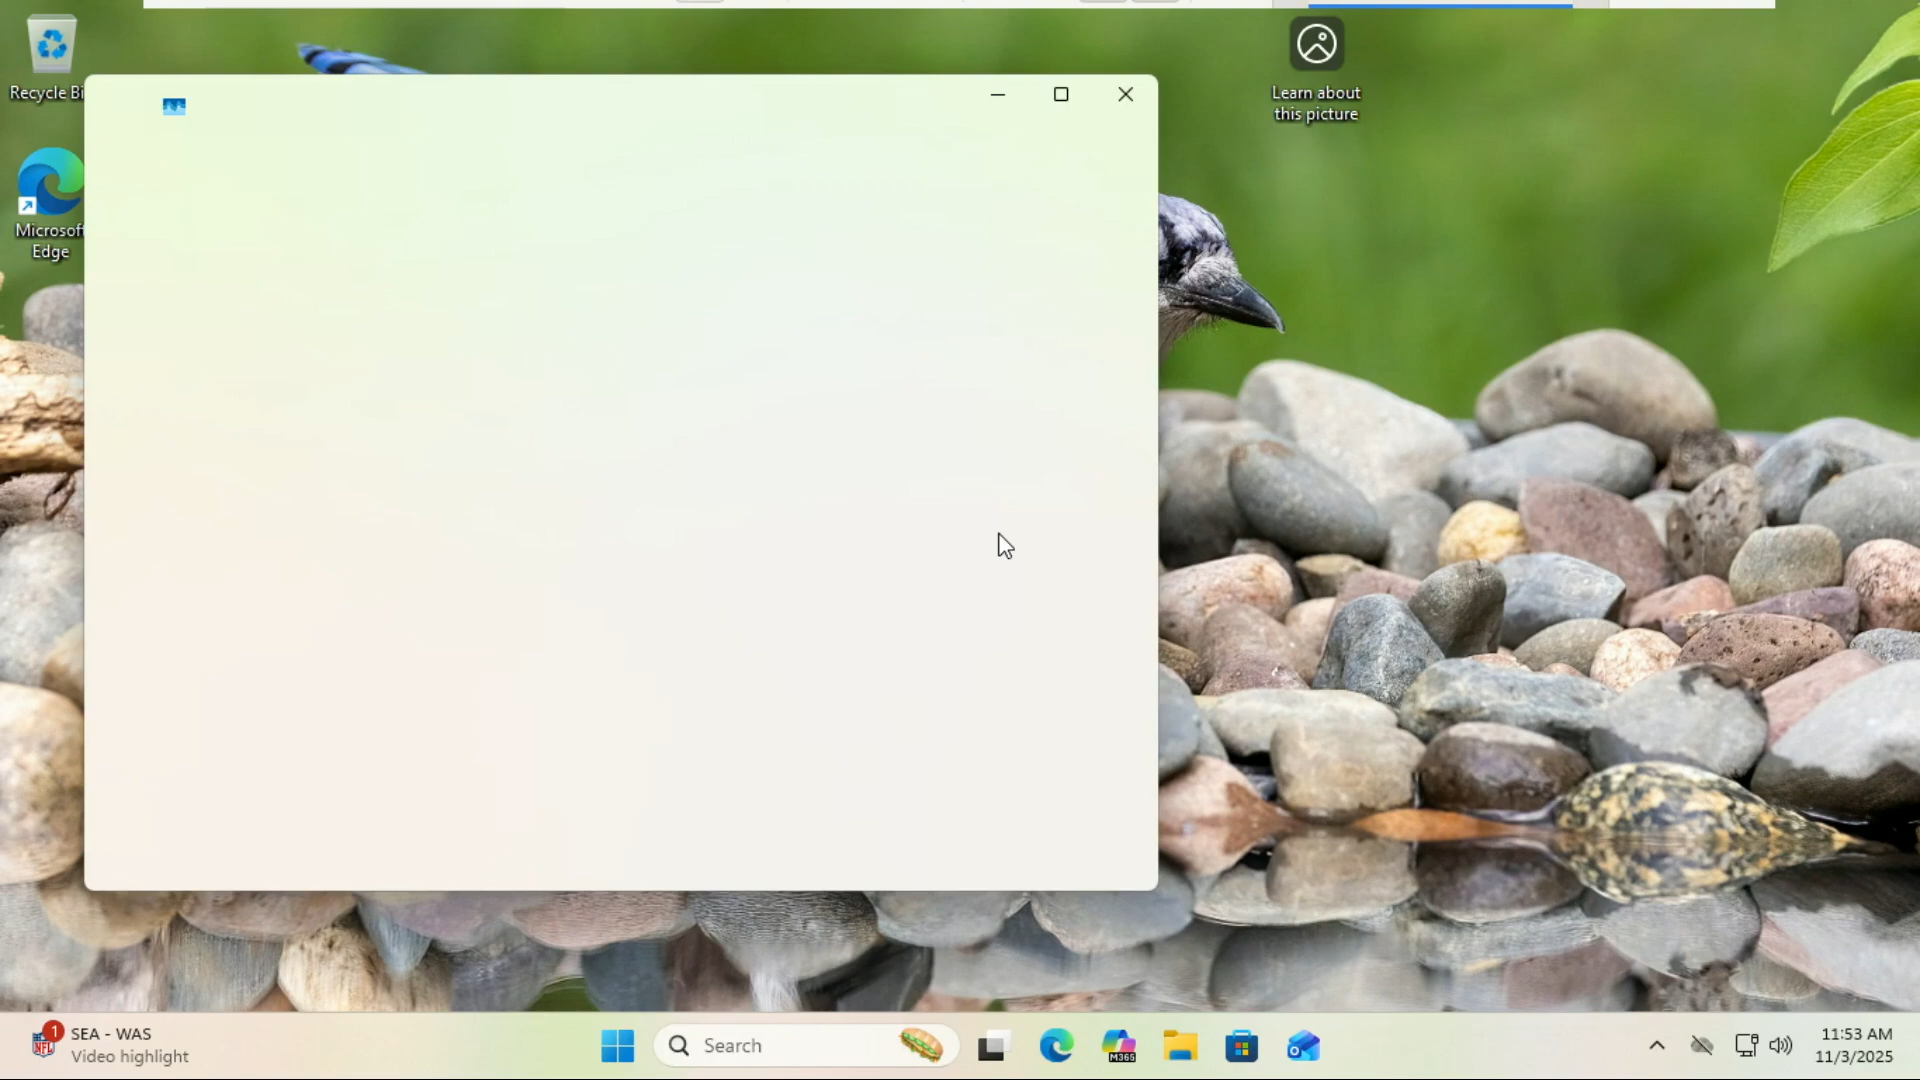 Recycle Bi
Microsoft
Edge
Learn about
this picture
1
SEA - WAS
Video highlight
Search
M365
11:53 AM
11/3/2025